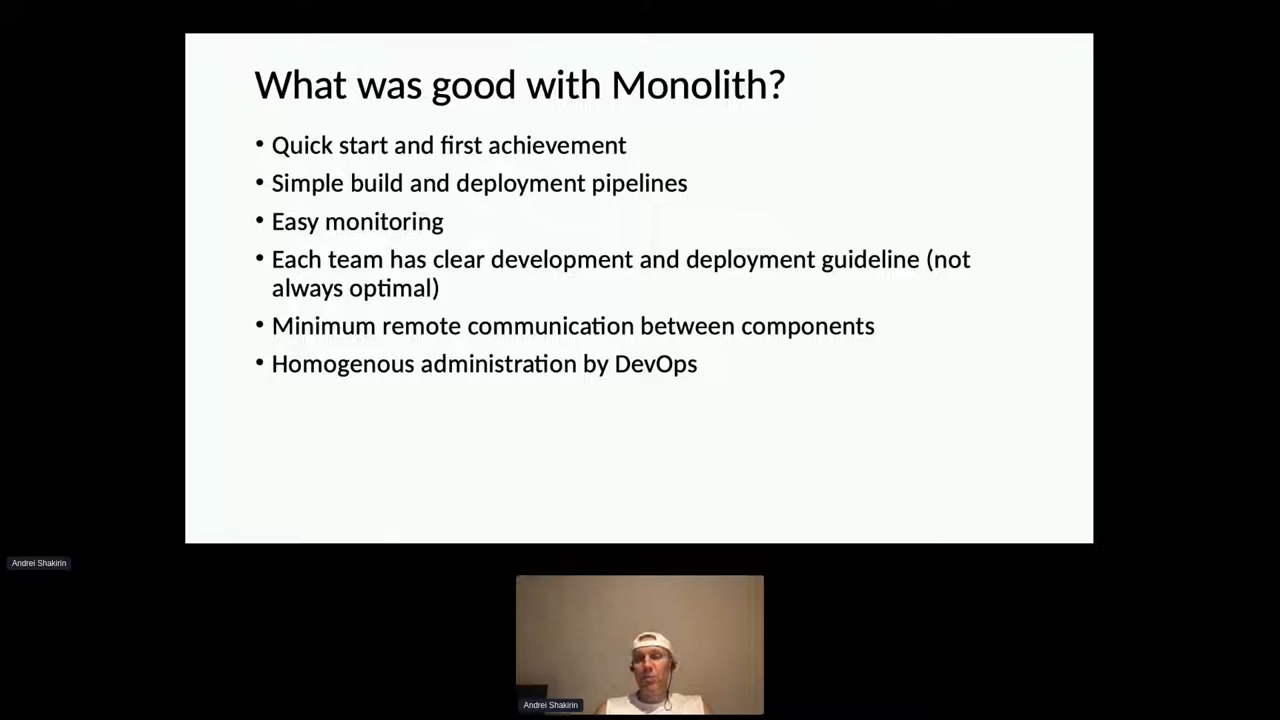 What was good with Monolith?
• Quick start and first achievement
• Simple build and deployment pipelines
• Easy monitoring
• Each team has clear development and deployment guideline (not
always optimal)
• Minimum remote communication between components
• Homogenous administration by DevOps
Andrei Shakirin
Andrei Shakirin